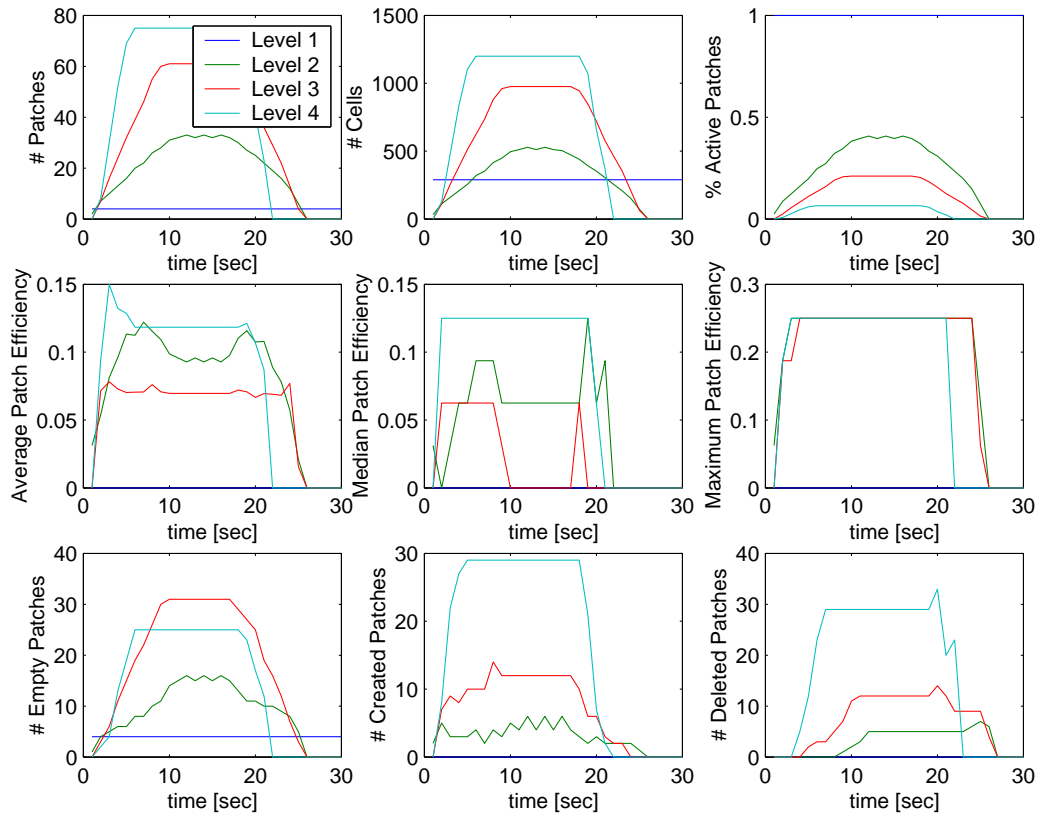 80
60
40
20
0
# Patches
0 10 20 30
time [sec]
Level 1
Level 2
Level 3
Level 4
1500
1000
500
0
# Cells
0 10 20 30
time [sec]
1
0.5
0
% Active Patches
0 10 20 30
time [sec]
0.15
0.1
0.05
0
Average Patch Efficiency
0 10 20 30
time [sec]
0.15
0.1
0.05
0
Median Patch Efficiency
0 10 20 30
time [sec]
0.3
0.2
0.1
0
Maximum Patch Efficiency
0 10 20 30
time [sec]
40
30
20
10
0
# Empty Patches
0 10 20 30
time [sec]
30
20
10
0
# Created Patches
0 10 20 30
time [sec]
40
30
20
10
0
# Deleted Patches
0 10 20 30
time [sec]